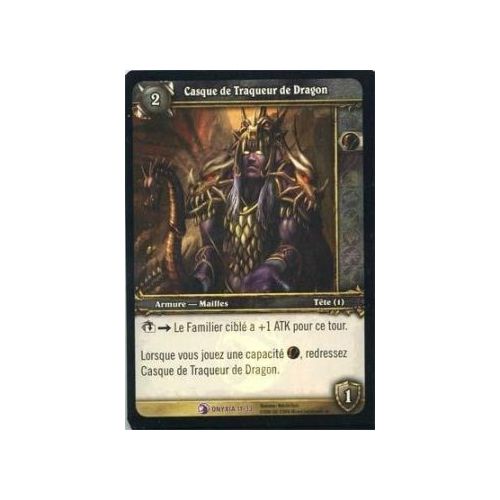 2
Casque de Traqueur de Dragon
Armure — Mailles
Tête (1)
Le Familier ciblé a +1 ATK pour ce tour.
Lorsque vous jouez une capacité , redressez
Casque de Traqueur de Dragon.
1